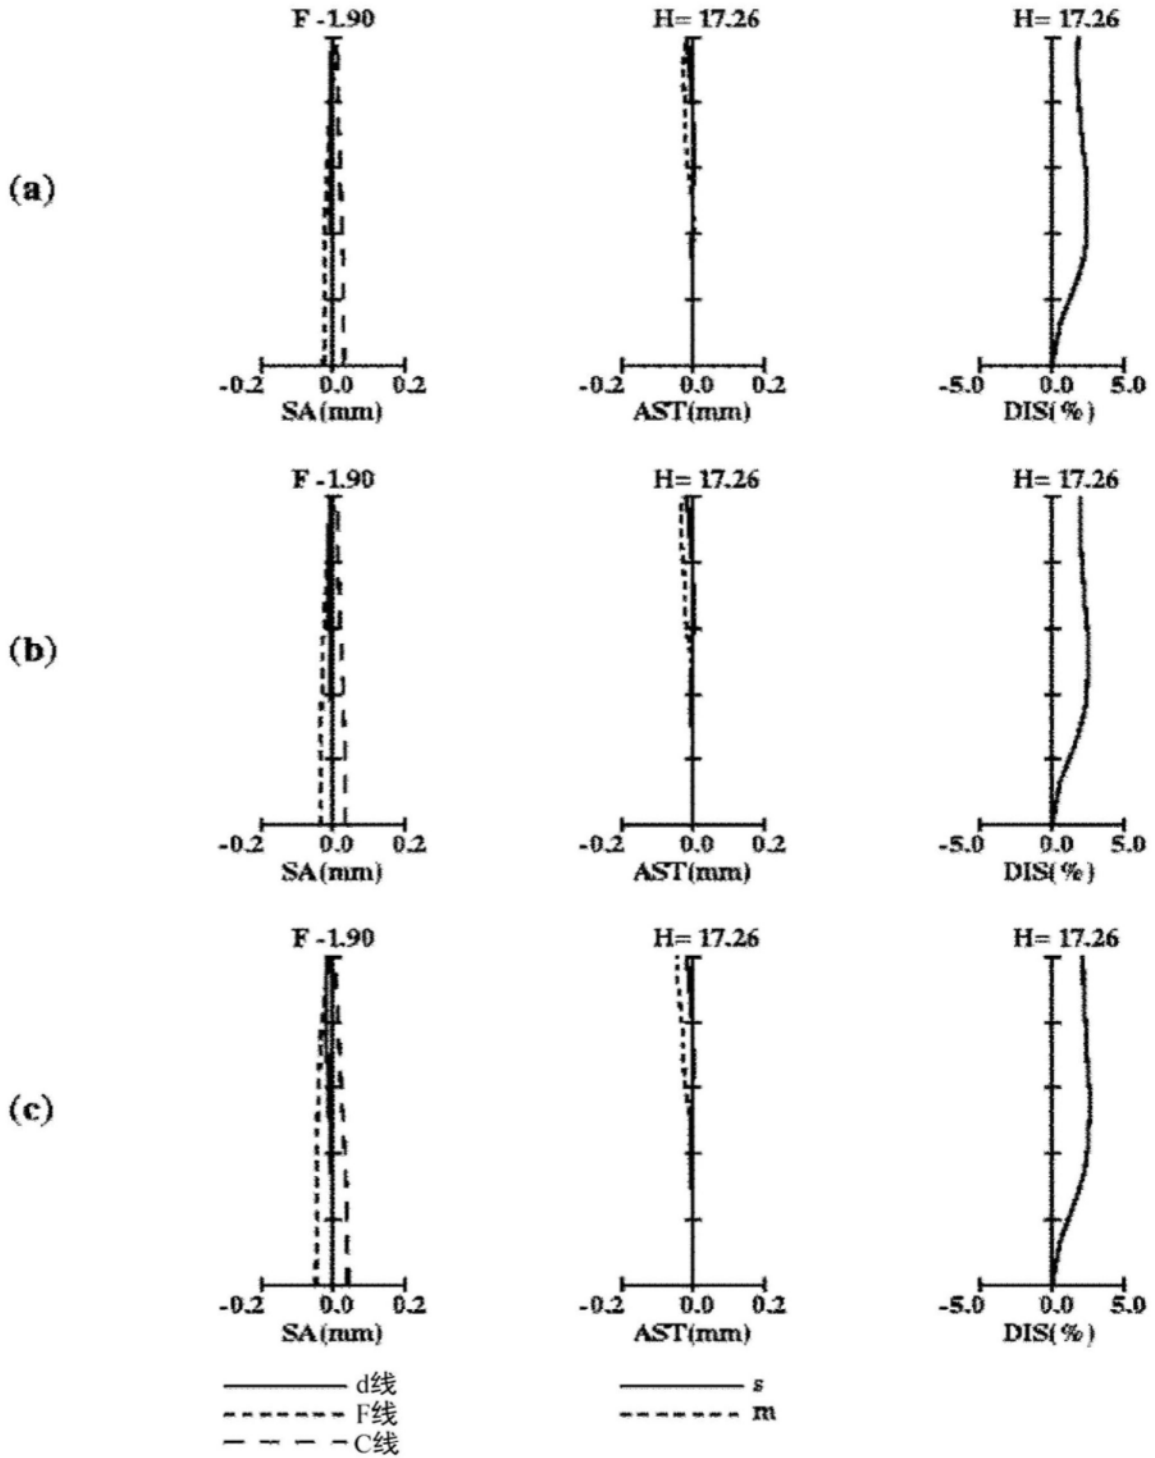 F -1.90 H= 17.26 H= 17.26
(a)
-0.2 0.0 0.2 -0.2 0.0 0.2 -5.0 0.0 5.0
SA(mm) AST(mm) DIS(%)
F -1.90 H= 17.26 H= 17.26
(b)
-0.2 0.0 0.2 -0.2 0.0 0.2 -5.0 0.0 5.0
SA(mm) AST(mm) DIS(%)
F -1.90 H= 17.26 H= 17.26
(c)
-0.2 0.0 0.2 -0.2 0.0 0.2 -5.0 0.0 5.0
SA(mm) AST(mm) DIS(%)
d线 s
F线 m
C线